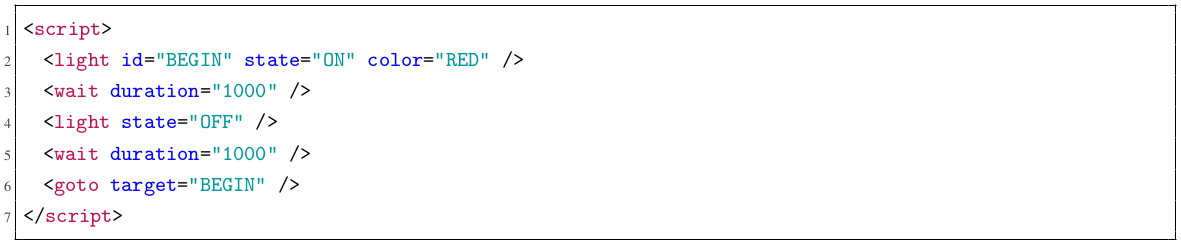 1 <script>
2 <light id="BEGIN" state="ON" color="RED" />
3 <wait duration="1000" />
4 <light state="OFF" />
5 <wait duration="1000" />
6 <goto target="BEGIN" />
7 </script>